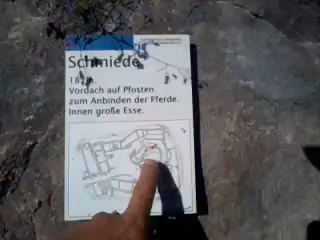 Schmiede
Vordach auf Pfosten
zum Anbinden der Pferde.
Innen große Esse.